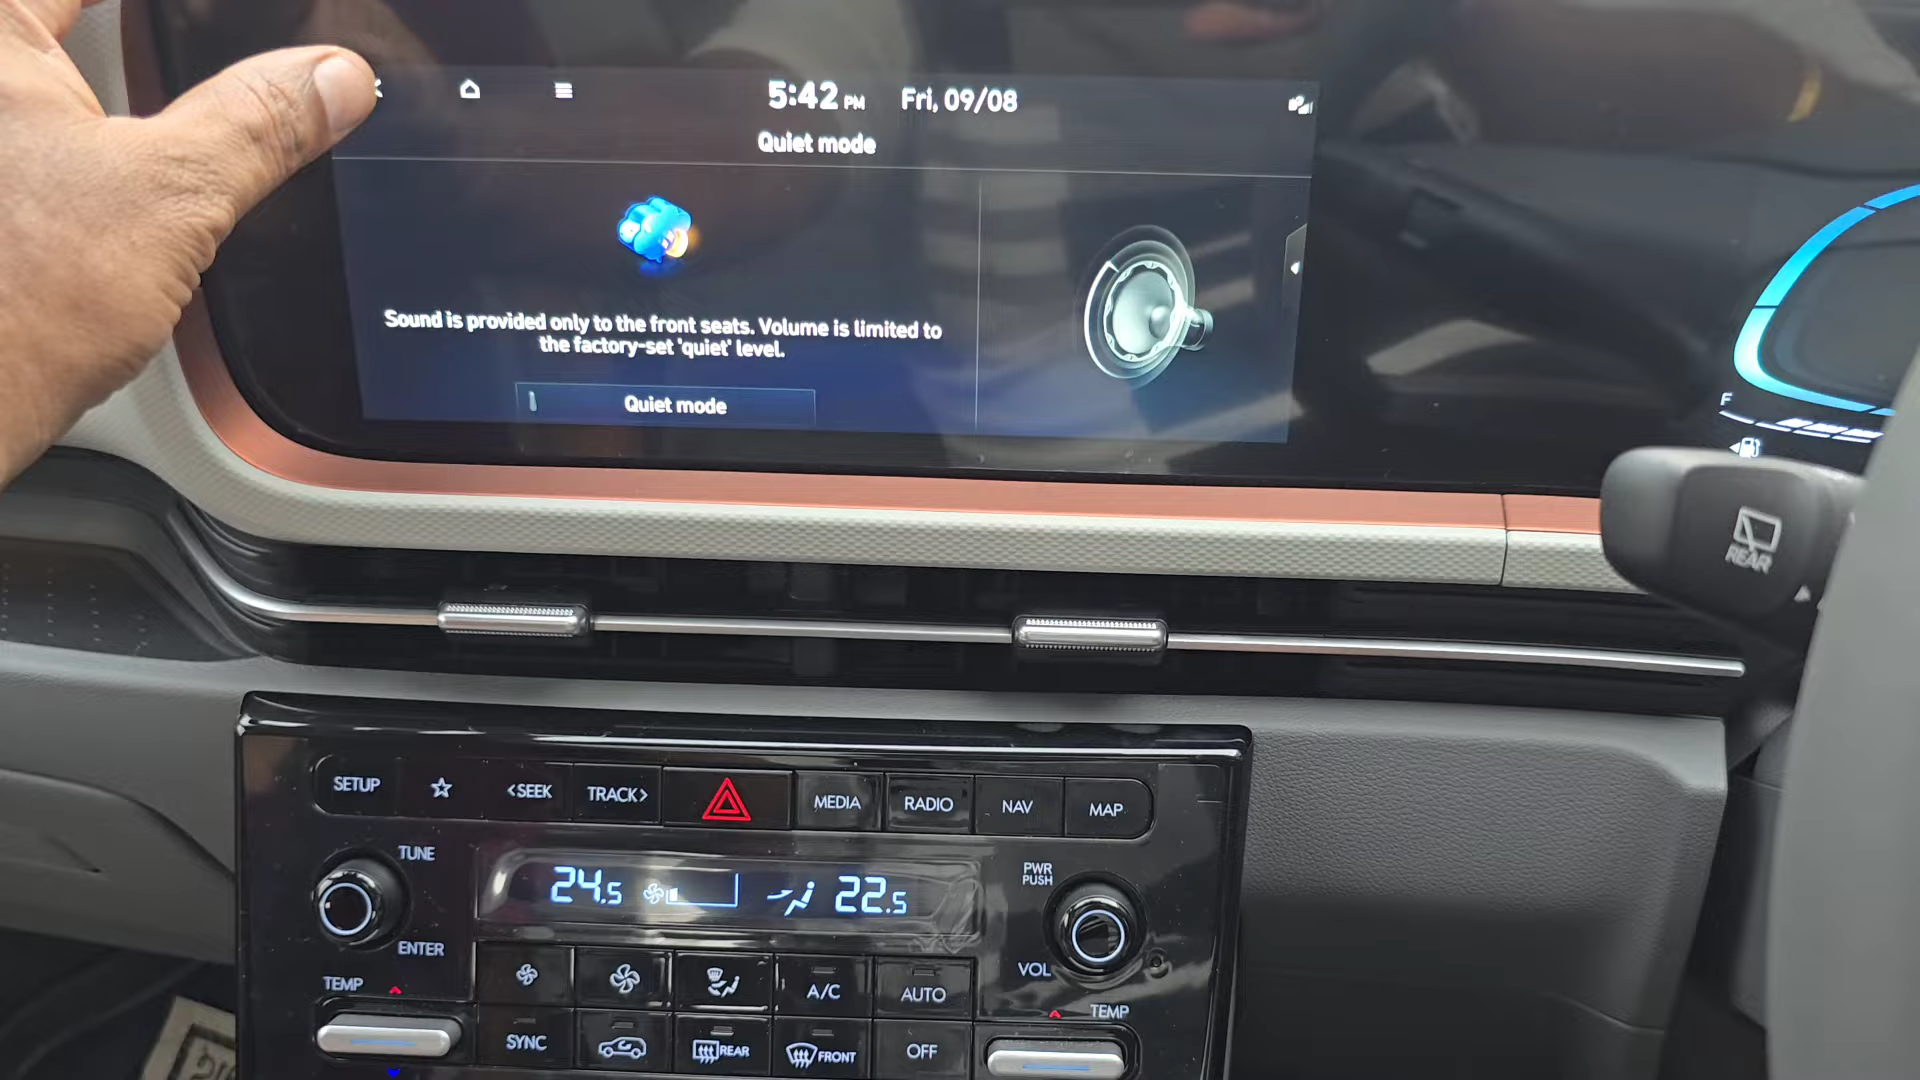 5:42 PM Fri, 09/08
Quiet mode
Sound is provided only to the front seats. Volume is limited to
the factory-set 'quiet' level.
Quiet mode
F
REAR
SETUP
<SEEK
TRACK>
MEDIA
RADIO
NAV
MAP
TUNE
ENTER
24.5
22.5
PWR
PUSH
VOL
TEMP
A/C
AUTO
TEMP
SYNC
REAR
FRONT
OFF